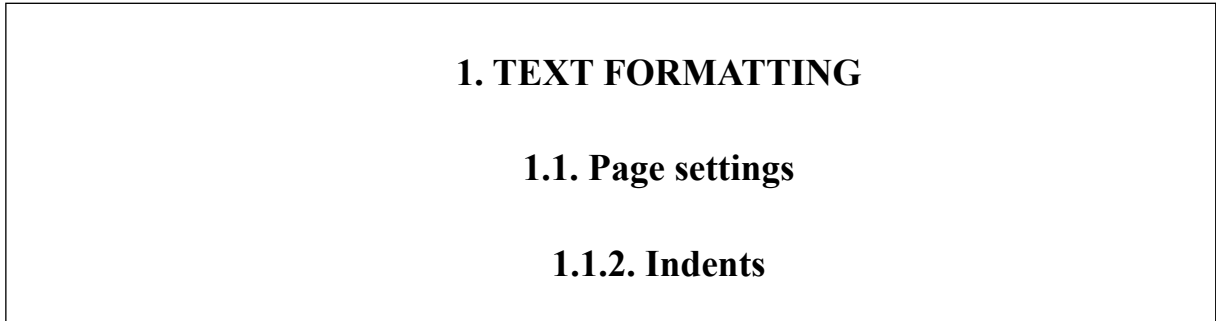 1. TEXT FORMATTING
1.1. Page settings
1.1.2. Indents